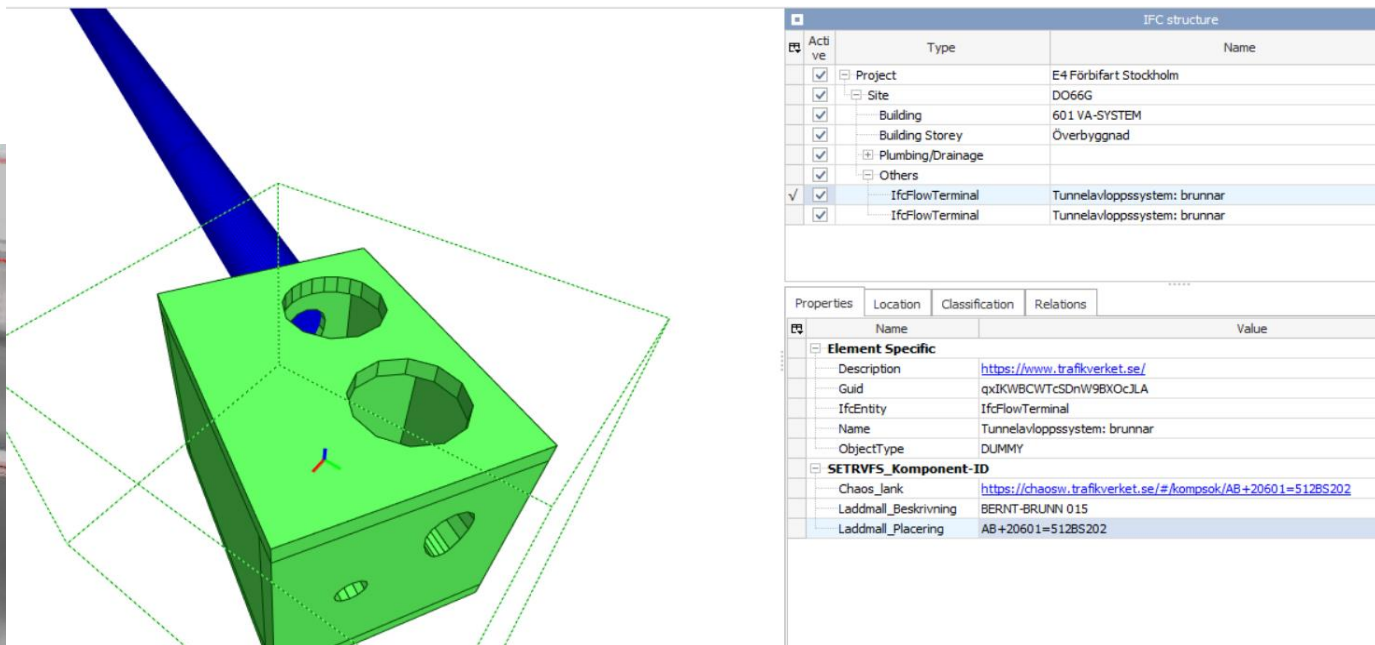 IFC structure
Acti
ve
Type
Name
Project
E4 Förbifart Stockholm
Site
DO66G
Building
601 VA-SYSTEM
Building Storey
Överbyggnad
Plumbing/Drainage
Others
IfcFlowTerminal
Tunnelavloppssystem: brunnar
IfcFlowTerminal
Tunnelavloppssystem: brunnar
Properties
Location
Classification
Relations
Name
Value
Element Specific
Description
https://www.trafikverket.se/
Guid
qxIKWBCWTcSDnW9BXOcJLA
IfcEntity
IfcFlowTerminal
Name
Tunnelavloppssystem: brunnar
ObjectType
DUMMY
SETRVFS_Komponent-ID
Chaos_lank
https://chaosw.trafikverket.se/#/kompsok/AB+20601=512BS202
Laddmall_Beskrivning
BERNT-BRUNN 015
Laddmall_Placering
AB+20601=512BS202